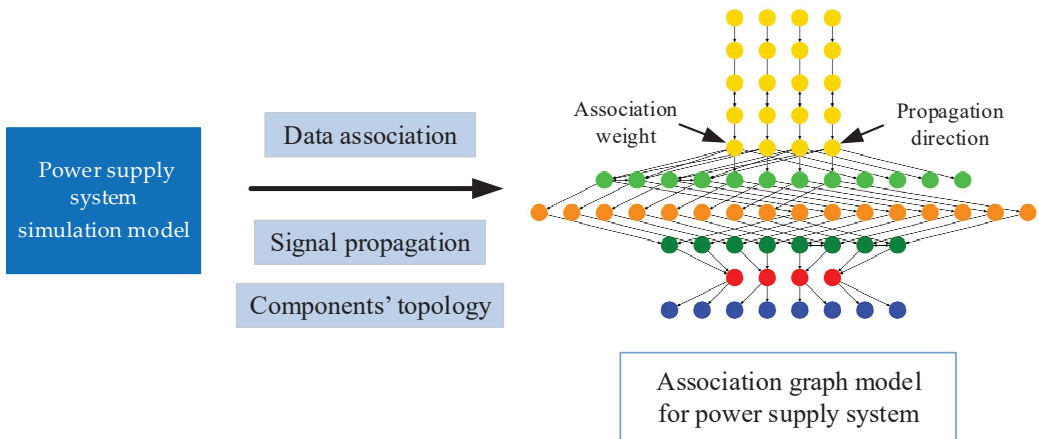 Power supply
system
simulation model
Data association
Signal propagation
Components’ topology
Association
weight
Propagation
direction
Association graph model
for power supply system